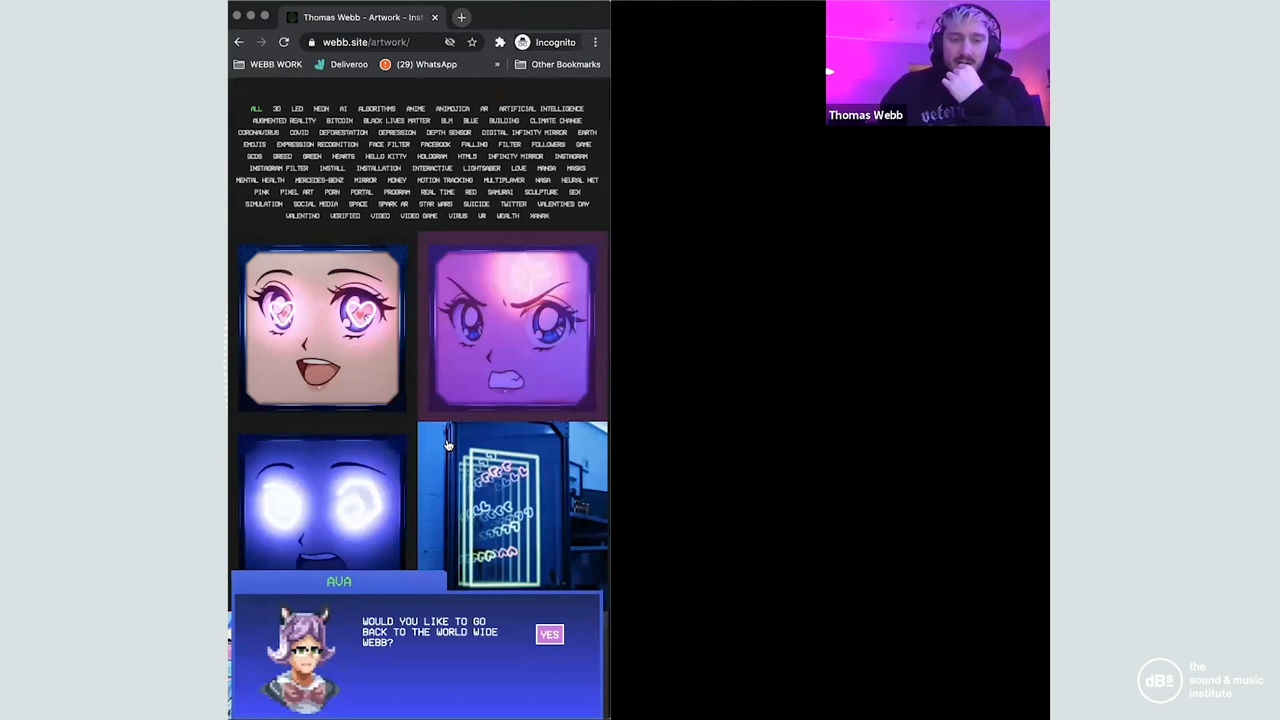 Thomas Webb - Artwork - Inst
webb.site/artwork/
Incognito
WEBB WORK
Deliveroo
(29) WhatsApp
»
Other Bookmarks
ALL 3D LED NEON AI ALGORITHMS ANIME ANIMOJICA AR ARTIFICIAL INTELLIGENCE
AUGMENTED REALITY BITCOIN BLACK LIVES MATTER BLM BLUE BUILDING CLIMATE CHANGE
CORONAVIRUS COVID DEFORESTATION DEPRESSION DEPTH SENSOR DIGITAL INFINITY MIRROR EARTH
EMOJIS EXPRESSION RECOGNITION FACE FILTER FACEBOOK FALLING FILTER FOLLOWERS GAME
GCDS GREED GREEN HEARTS HELLO KITTY HOLOGRAM HTML5 INFINITY MIRROR INSTAGRAM
INSTAGRAM FILTER INSTALL INSTALLATION INTERACTIVE LIGHTSABER LOVE MANGA MASKS
MENTAL HEALTH MERCEDES-BENZ MIRROR MONEY MOTION TRACKING MULTIPLAYER NASA NEURAL NET
PINK PIXEL ART PORN PORTAL PROGRAM REAL TIME RED SAMURAI SCULPTURE SEX
SIMULATION SOCIAL MEDIA SPACE SPARK AR STAR WARS SUICIDE TWITTER VALENTINES DAY
VALENTINO VERIFIED VIDEO VIDEO GAME VIRUS VR WEALTH XANAX
AVA
WOULD YOU LIKE TO GO
BACK TO THE WORLD WIDE
WEBB?
YES
Thomas Webb
dBs
the
sound & music
institute